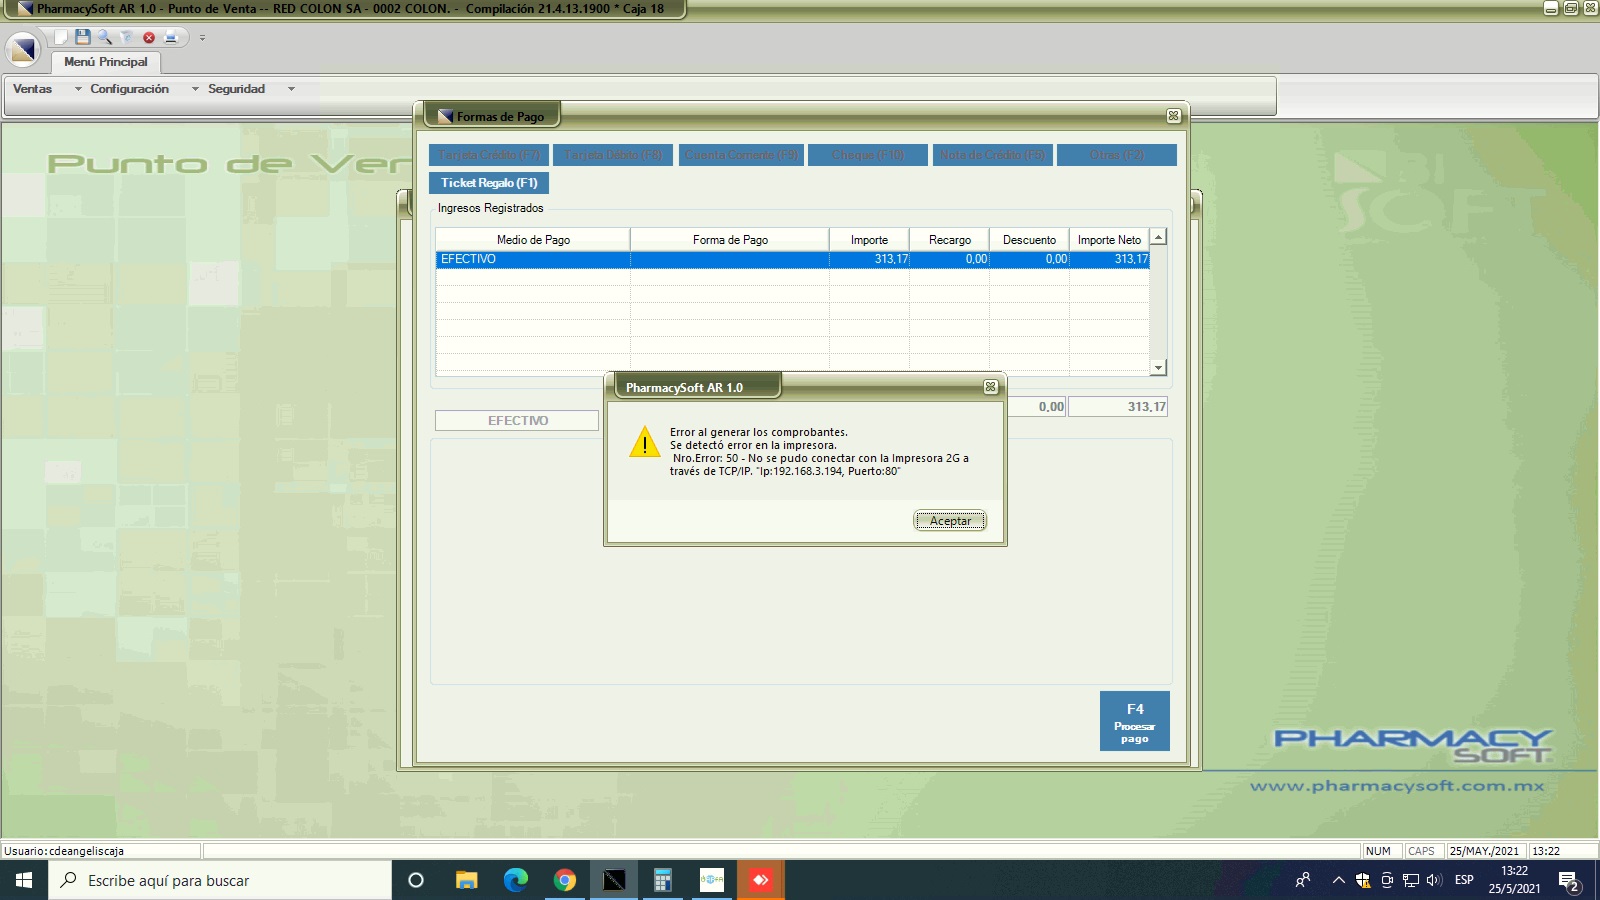 PharmacySoft AR 1.0 - Punto de Venta -- RED COLON SA - 0002 COLON. - Compilación 21.4.13.1900 * Caja 18
Menú Principal
Ventas Configuración Seguridad
Punto de Ven
BI
SOFT
Formas de Pago
Tarjeta Crédito (F7) Tarjeta Débito (F8) Cuenta Corriente (F9) Cheque (F10) Nota de Crédito (F5) Otros (F2)
Ticket Regalo (F1)
Ingresos Registrados
Medio de Pago Forma de Pago Importe Recargo Descuento Importe Neto
EFECTIVO 313,17 0,00 0,00 313,17
0,00 313,17
EFECTIVO
PharmacySoft AR 1.0
Error al generar los comprobantes.
Se detectó error en la impresora.
Nro.Error: 50 - No se pudo conectar con la Impresora 2G a
través de TCP/IP. "Ip:192.168.3.194, Puerto:80"
Aceptar
F4
Procesar
pago
PHARMACY
SOFT
www.pharmacysoft.com.mx
Usuario:cdeangeliscaja NUM CAPS 25/MAY./2021 13:22
Escribe aquí para buscar
ESP
13:22
25/5/2021
2